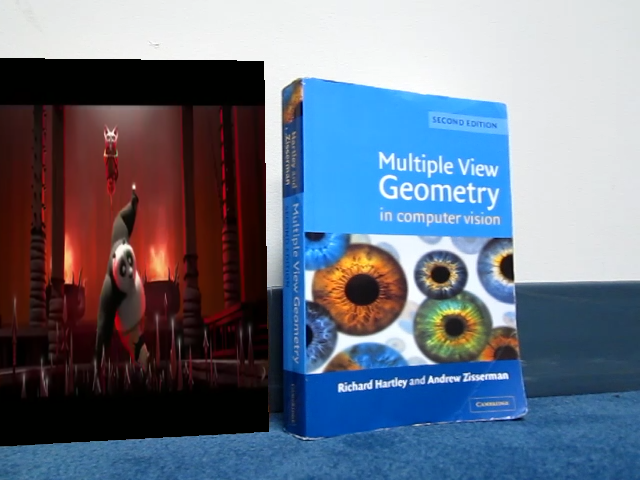 SECOND EDITION
Multiple View
Geometry
in computer vision
Richard Hartley and Andrew Zisserman
CAMBRIDGE
Hartley and
Zisserman
Multiple View Geometry